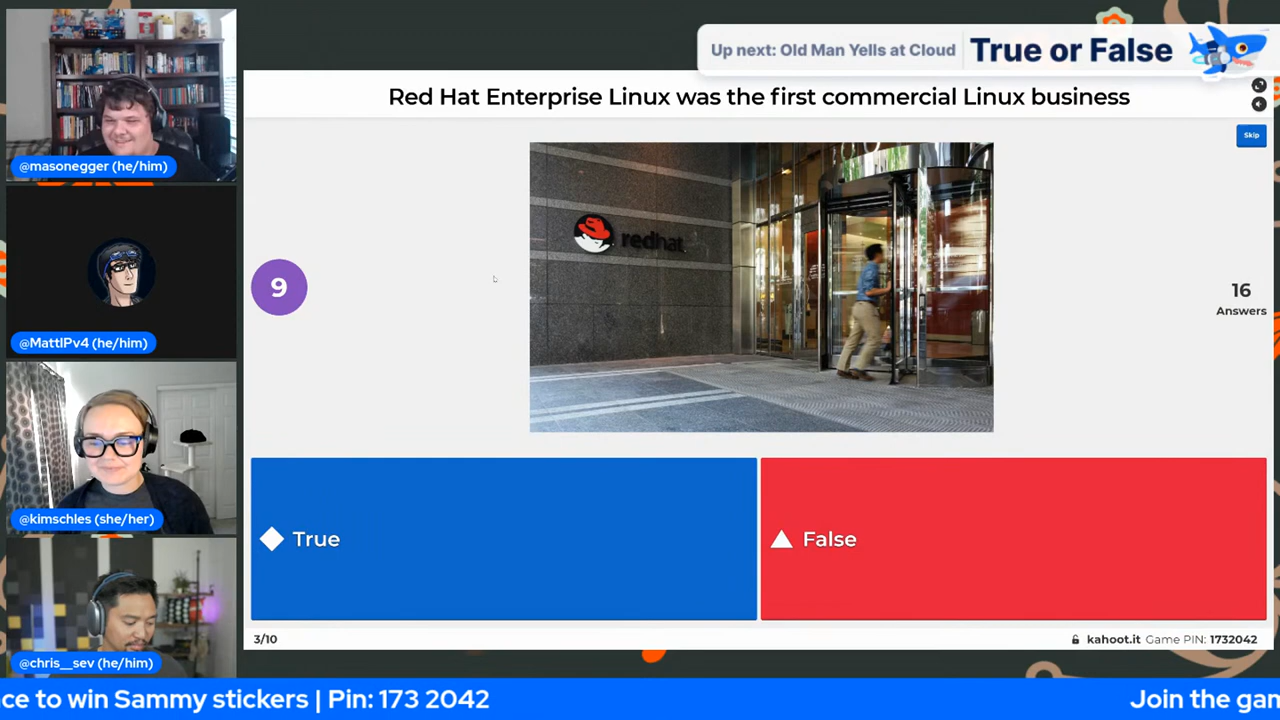 Up next: Old Man Yells at Cloud
True or False
Red Hat Enterprise Linux was the first commercial Linux business
Skip
@masonegger (he/him)
redhat
9
16
Answers
@MattIPv4 (he/him)
@kimschles (she/her)
True
False
@chris__sev (he/him)
3/10
kahoot.it Game PIN: 1732042
ce to win Sammy stickers | Pin: 173 2042
Join the gam